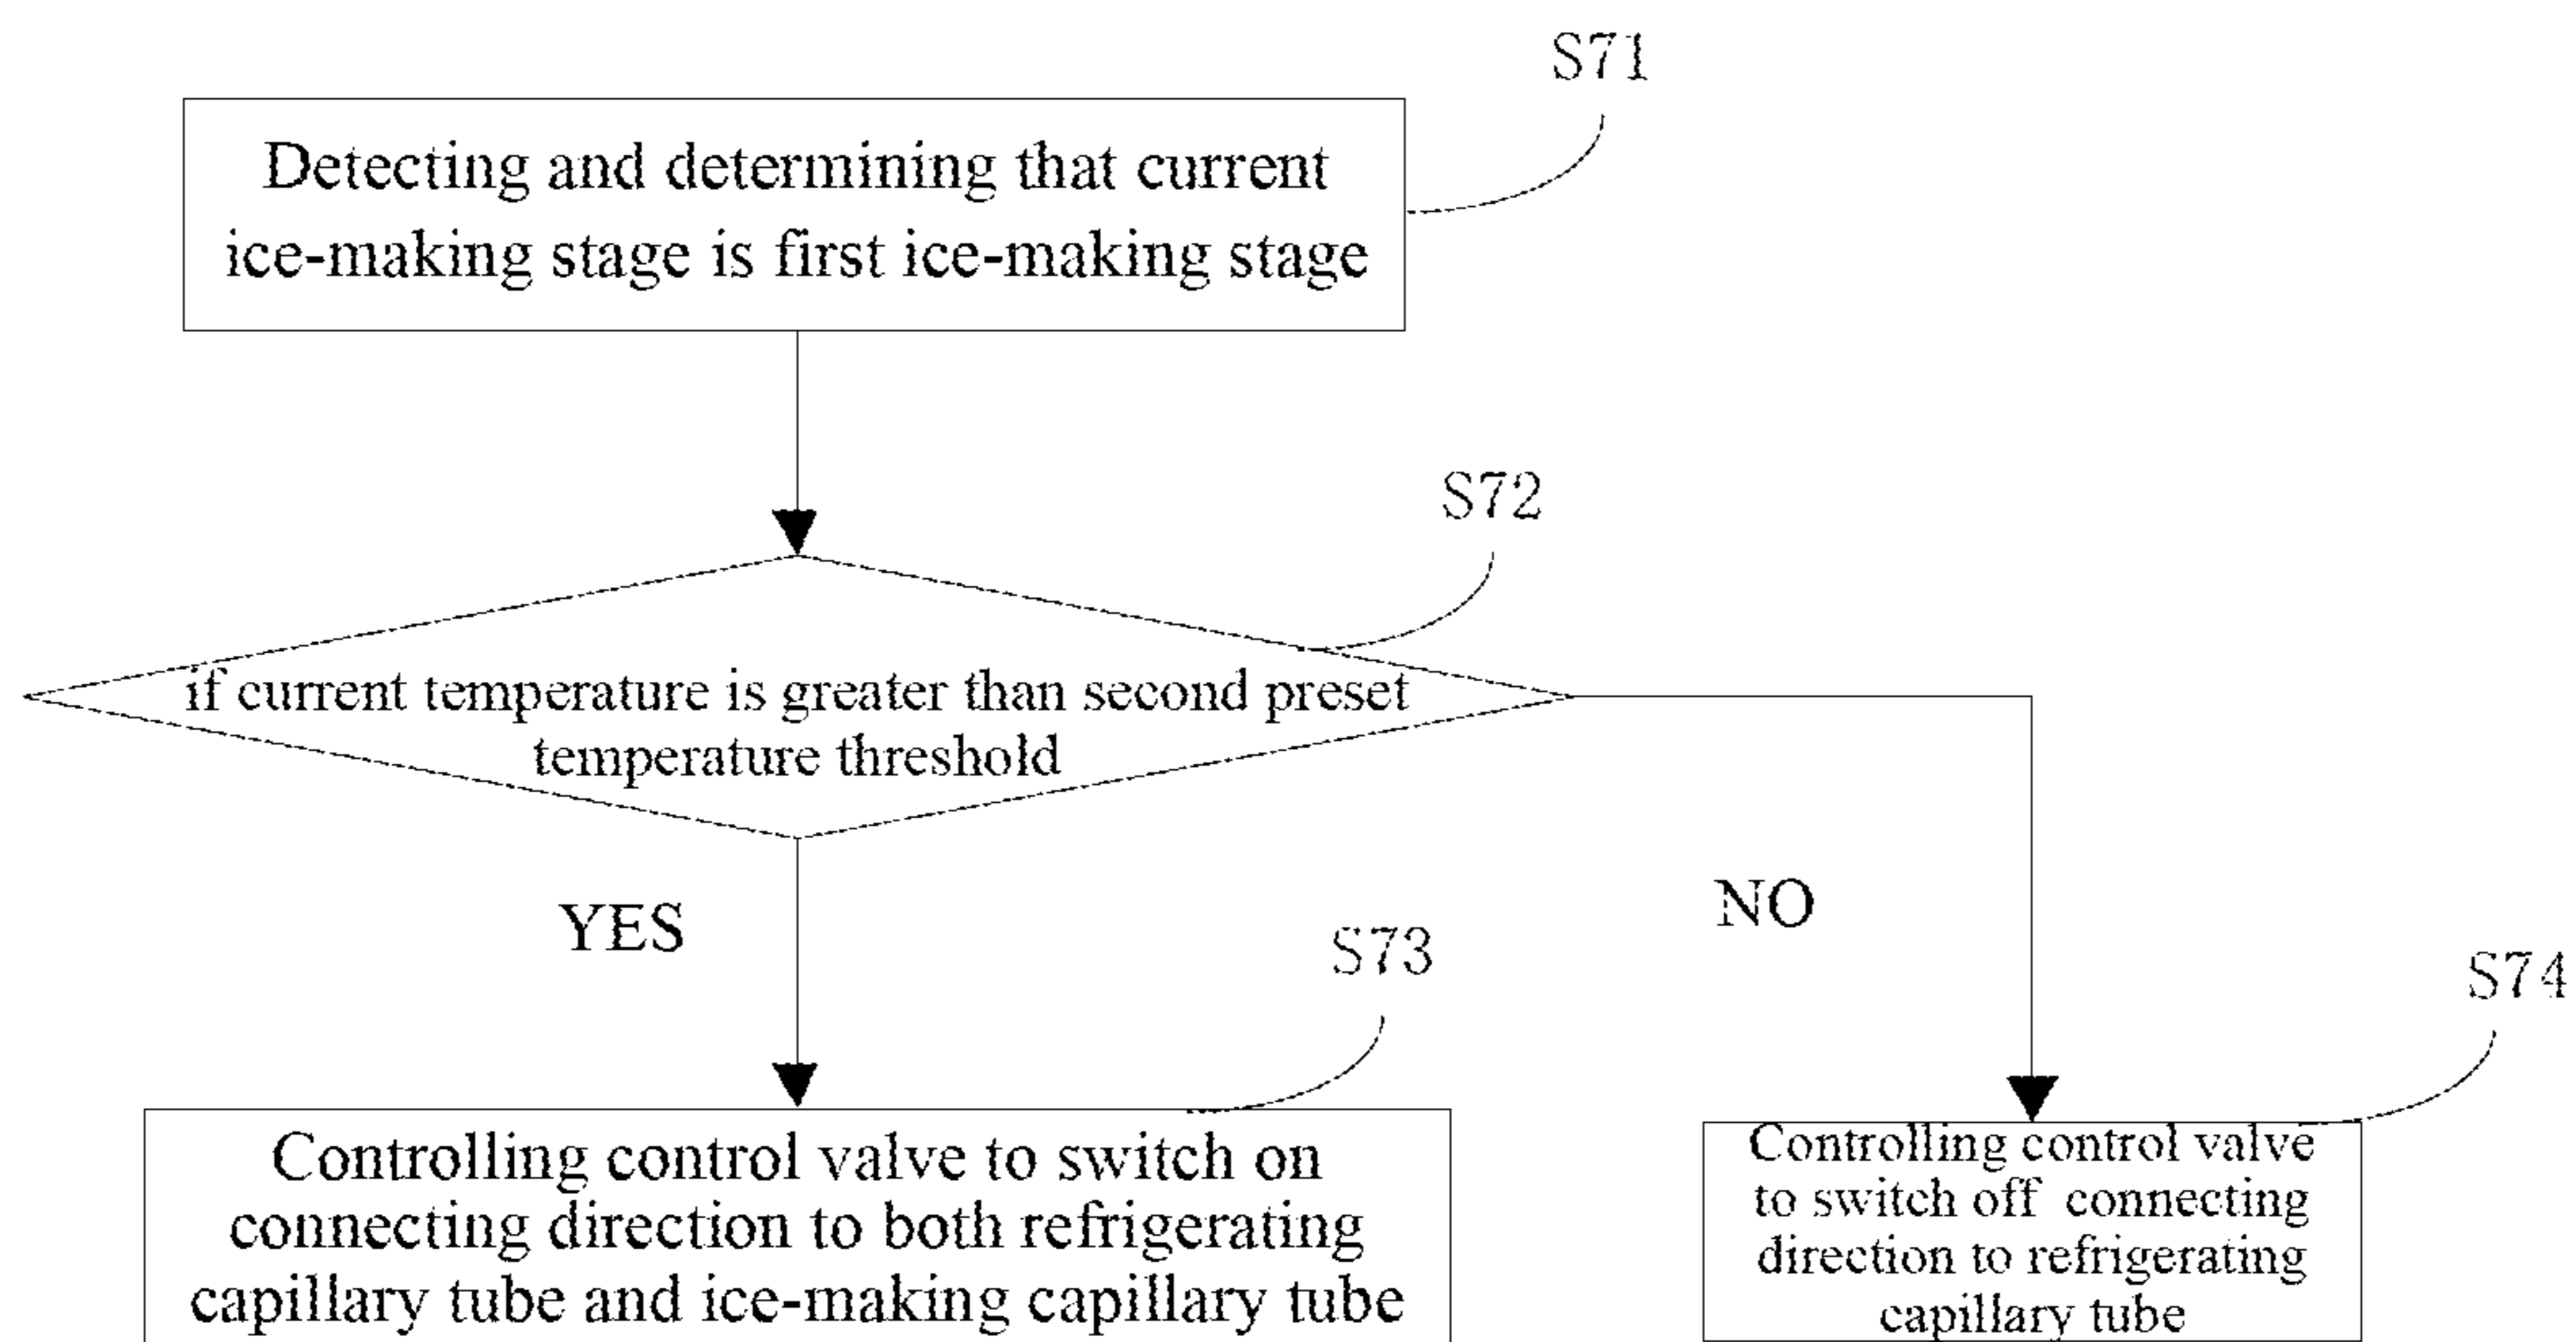 S71
Detecting and determining that current
ice-making stage is first ice-making stage
S72
if current temperature is greater than second preset
temperature threshold
YES
NO
S73
S74
Controlling control valve to switch on
connecting direction to both refrigerating
capillary tube and ice-making capillary tube
Controlling control valve
to switch off connecting
direction to refrigerating
capillary tube